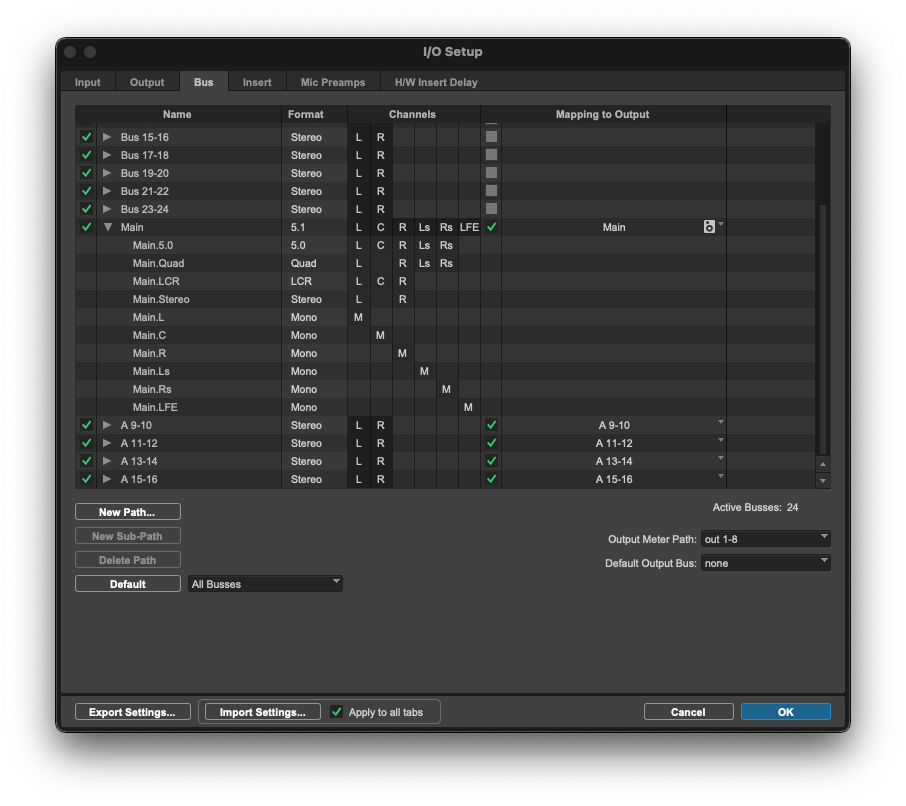 I/O Setup
Input Output Bus Insert Mic Preamps H/W Insert Delay
Name Format Channels Mapping to Output
Bus 15-16 Stereo L R
Bus 17-18 Stereo L R
Bus 19-20 Stereo L R
Bus 21-22 Stereo L R
Bus 23-24 Stereo L R
Main 5.1 L C R Ls Rs LFE Main
Main.5.0 5.0 L C R Ls Rs
Main.Quad Quad L R Ls Rs
Main.LCR LCR L C R
Main.Stereo Stereo L R
Main.L Mono M
Main.C Mono M
Main.R Mono M
Main.Ls Mono M
Main.Rs Mono M
Main.LFE Mono M
A 9-10 Stereo L R A 9-10
A 11-12 Stereo L R A 11-12
A 13-14 Stereo L R A 13-14
A 15-16 Stereo L R A 15-16
New Path... Active Busses: 24
New Sub-Path Output Meter Path: out 1-8
Delete Path Default Output Bus: none
Default All Busses
Export Settings... Import Settings... Apply to all tabs Cancel OK